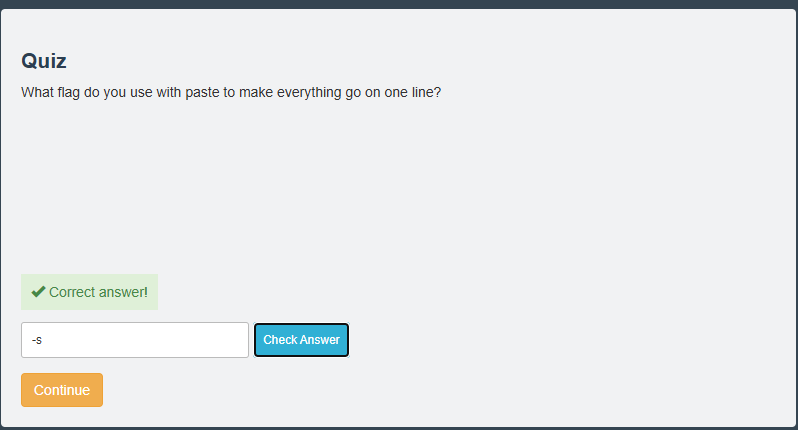 Quiz
What flag do you use with paste to make everything go on one line?
Correct answer!
-s
Check Answer
Continue